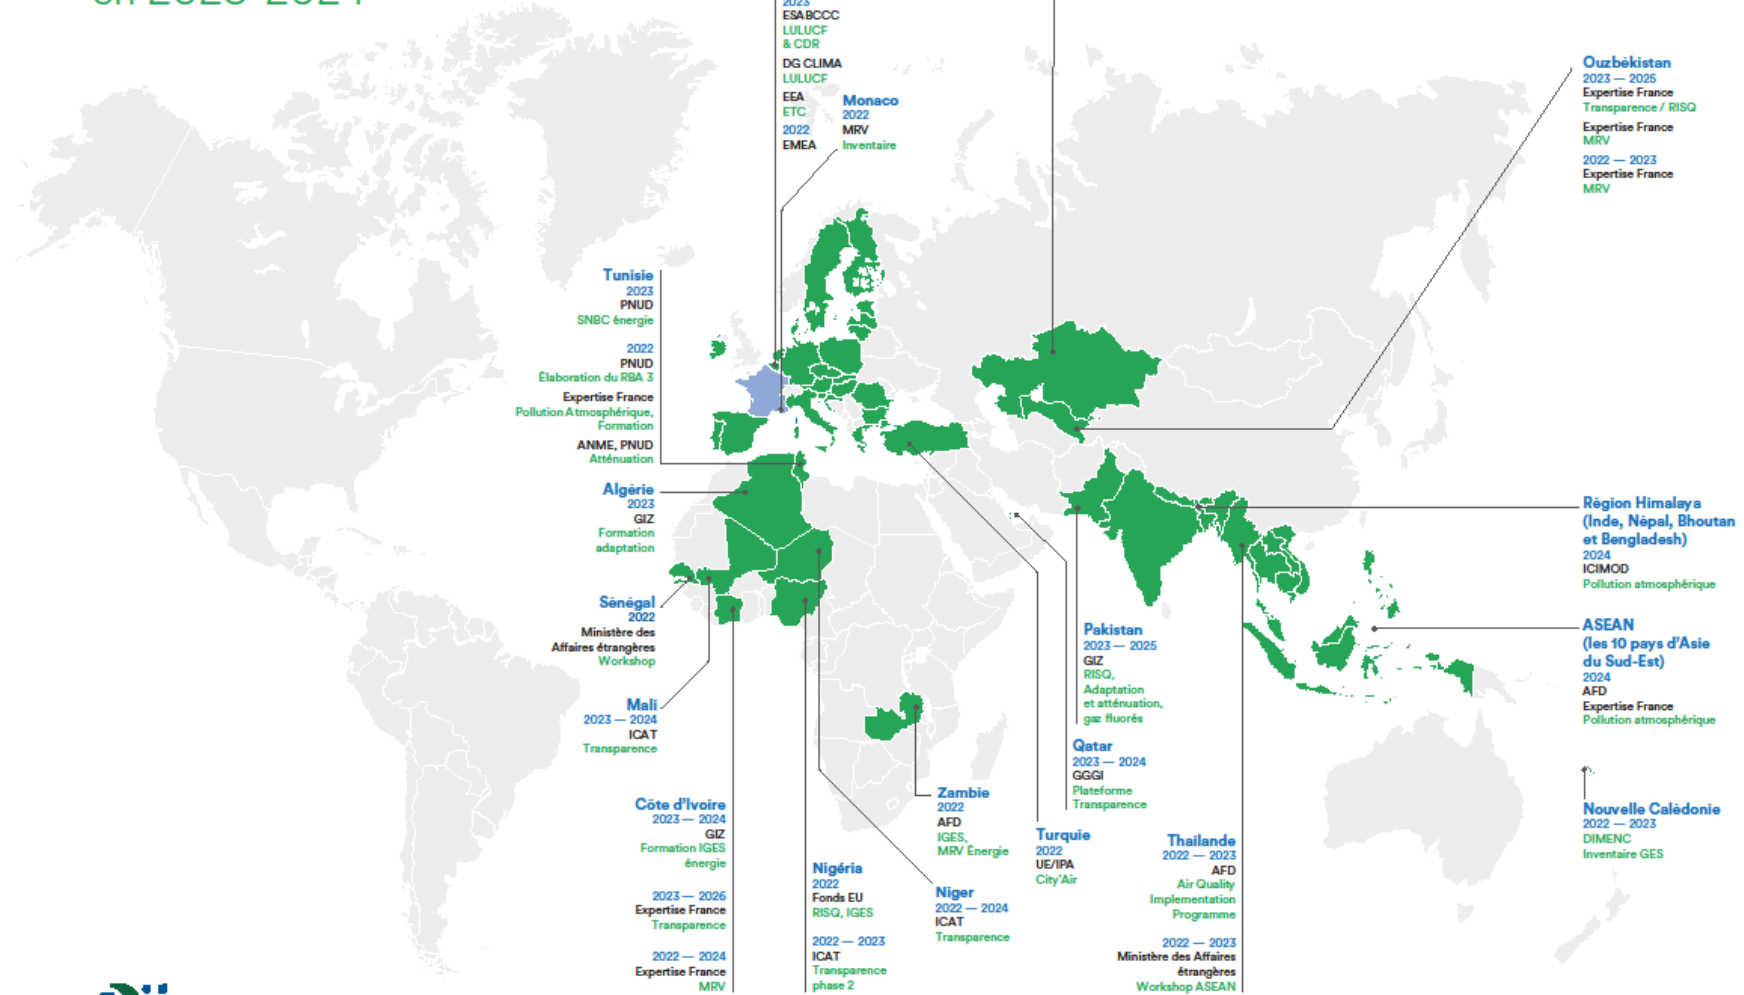 en 2023-2024
2023
ESABCCC
LULUCF
& CDR
DG CLIMA
LULUCF
EEA
ETC
2022
EMEA
Monaco
2022
MRV
Inventaire
Ouzbékistan
2023 — 2025
Expertise France
Transparence / RISQ
Expertise France
MRV
2022 — 2023
Expertise France
MRV
Tunisie
2023
PNUD
SNBC énergie
2022
PNUD
Élaboration du RBA 3
Expertise France
Pollution Atmosphérique,
Formation
ANME, PNUD
Atténuation
Algérie
2023
GIZ
Formation
adaptation
Sénégal
2022
Ministère des
Affaires étrangères
Workshop
Mali
2023 — 2024
ICAT
Transparence
Côte d'Ivoire
2023 — 2024
GIZ
Formation IGES
énergie
2023 — 2026
Expertise France
Transparence
2022 — 2024
Expertise France
MRV
Nigéria
2022
Fonds EU
RISQ, IGES
2022 — 2023
ICAT
Transparence
phase 2
Zambie
2022
AFD
IGES,
MRV Énergie
Niger
2022 — 2024
ICAT
Transparence
Turquie
2022
UE/IPA
City'Air
Qatar
2023 — 2024
GGGI
Plateforme
Transparence
Pakistan
2023 — 2025
GIZ
RISQ,
Adaptation
et atténuation,
gaz fluorés
Thaïlande
2022 — 2023
AFD
Air Quality
Implementation
Programme
2022 — 2023
Ministère des Affaires
étrangères
Workshop ASEAN
Région Himalaya
(Inde, Népal, Bhoutan
et Bengladesh)
2024
ICIMOD
Pollution atmosphérique
ASEAN
(les 10 pays d'Asie
du Sud-Est)
2024
AFD
Expertise France
Pollution atmosphérique
Nouvelle Calédonie
2022 — 2023
DIMENC
Inventaire GES